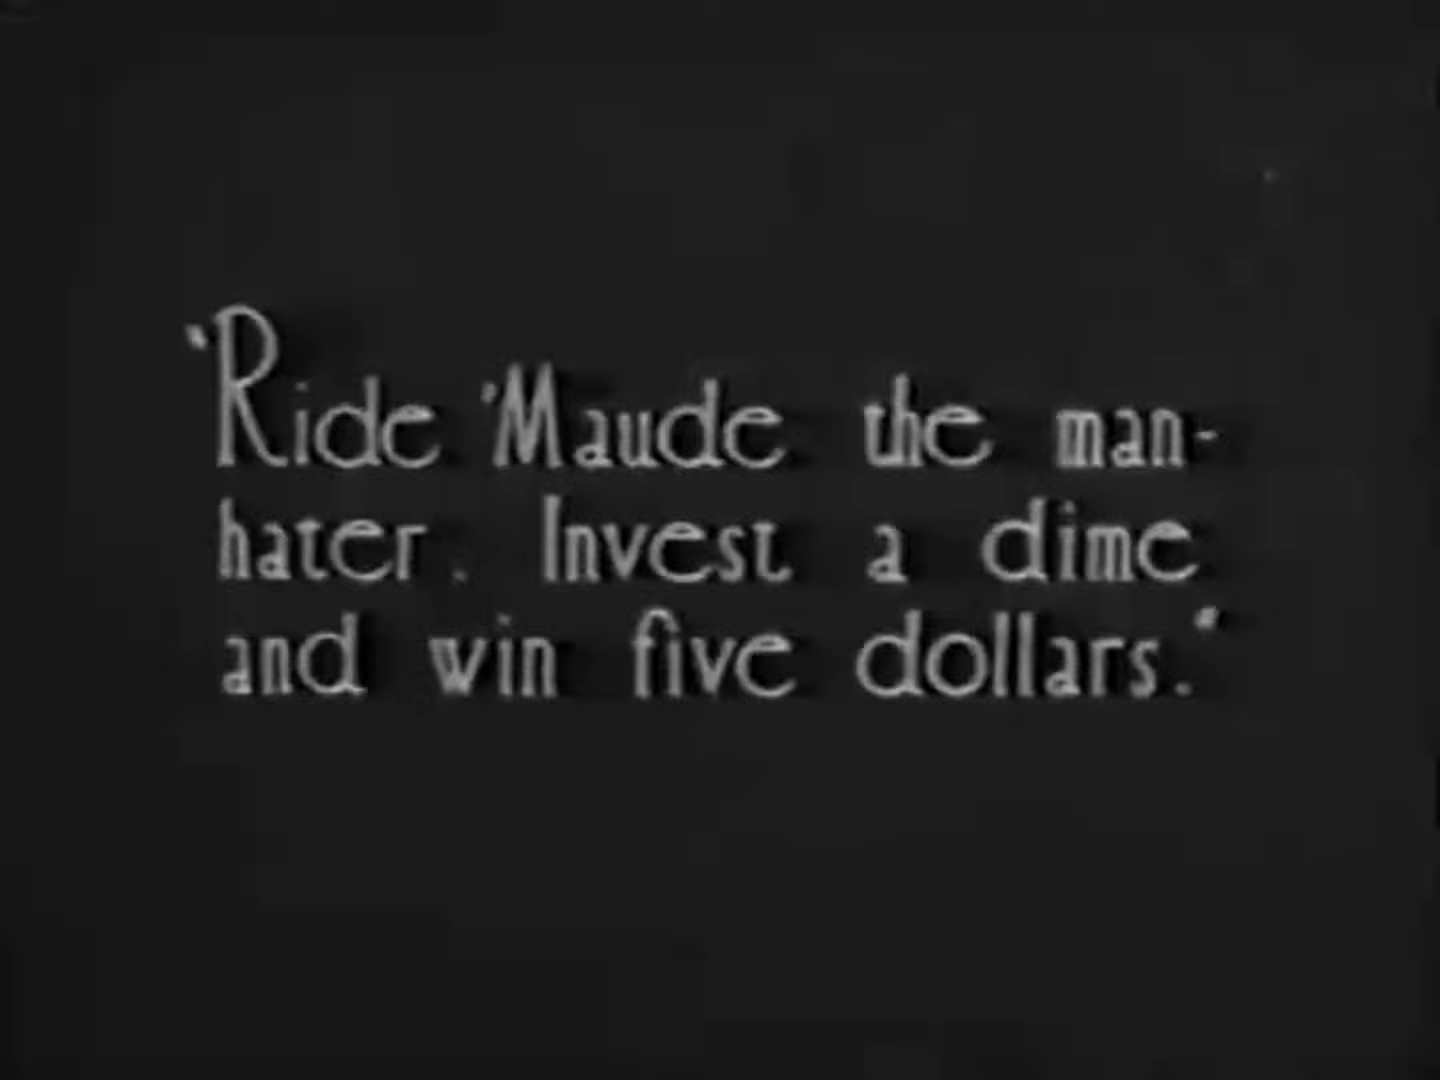 "Ride 'Maude the man-
hater. Invest a dime
and win five dollars."